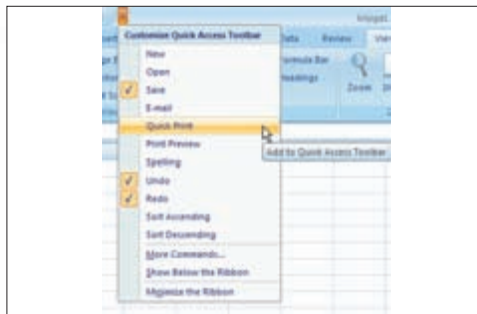 Customize Quick Access Toolbar
New
Open
Save
E-mail
Quick Print
Print Preview
Spelling
Undo
Redo
Sort Ascending
Sort Descending
More Commands...
Show Below the Ribbon
Minimize the Ribbon
Add to Quick Access Toolbar
Data Review View
Formula Bar
Headings
Zoom